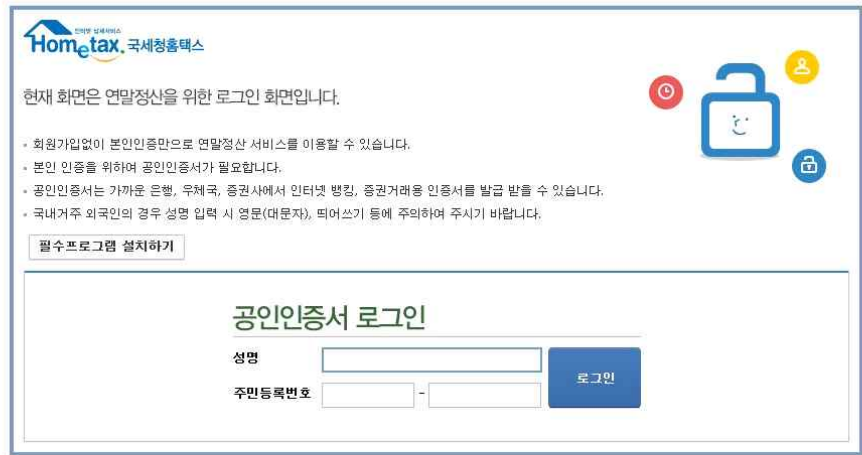 인터넷 납세서비스
Hometax. 국세청홈택스
현재 화면은 연말정산을 위한 로그인 화면입니다.
• 회원가입없이 본인인증만으로 연말정산 서비스를 이용할 수 있습니다.
• 본인 인증을 위하여 공인인증서가 필요합니다.
• 공인인증서는 가까운 은행, 우체국, 증권사에서 인터넷 뱅킹, 증권거래용 인증서를 발급 받을 수 있습니다.
• 국내거주 외국인의 경우 성명 입력 시 영문(대문자), 띄어쓰기 등에 주의하여 주시기 바랍니다.
필수프로그램 설치하기
공인인증서 로그인
성명
로그인
주민등록번호 -